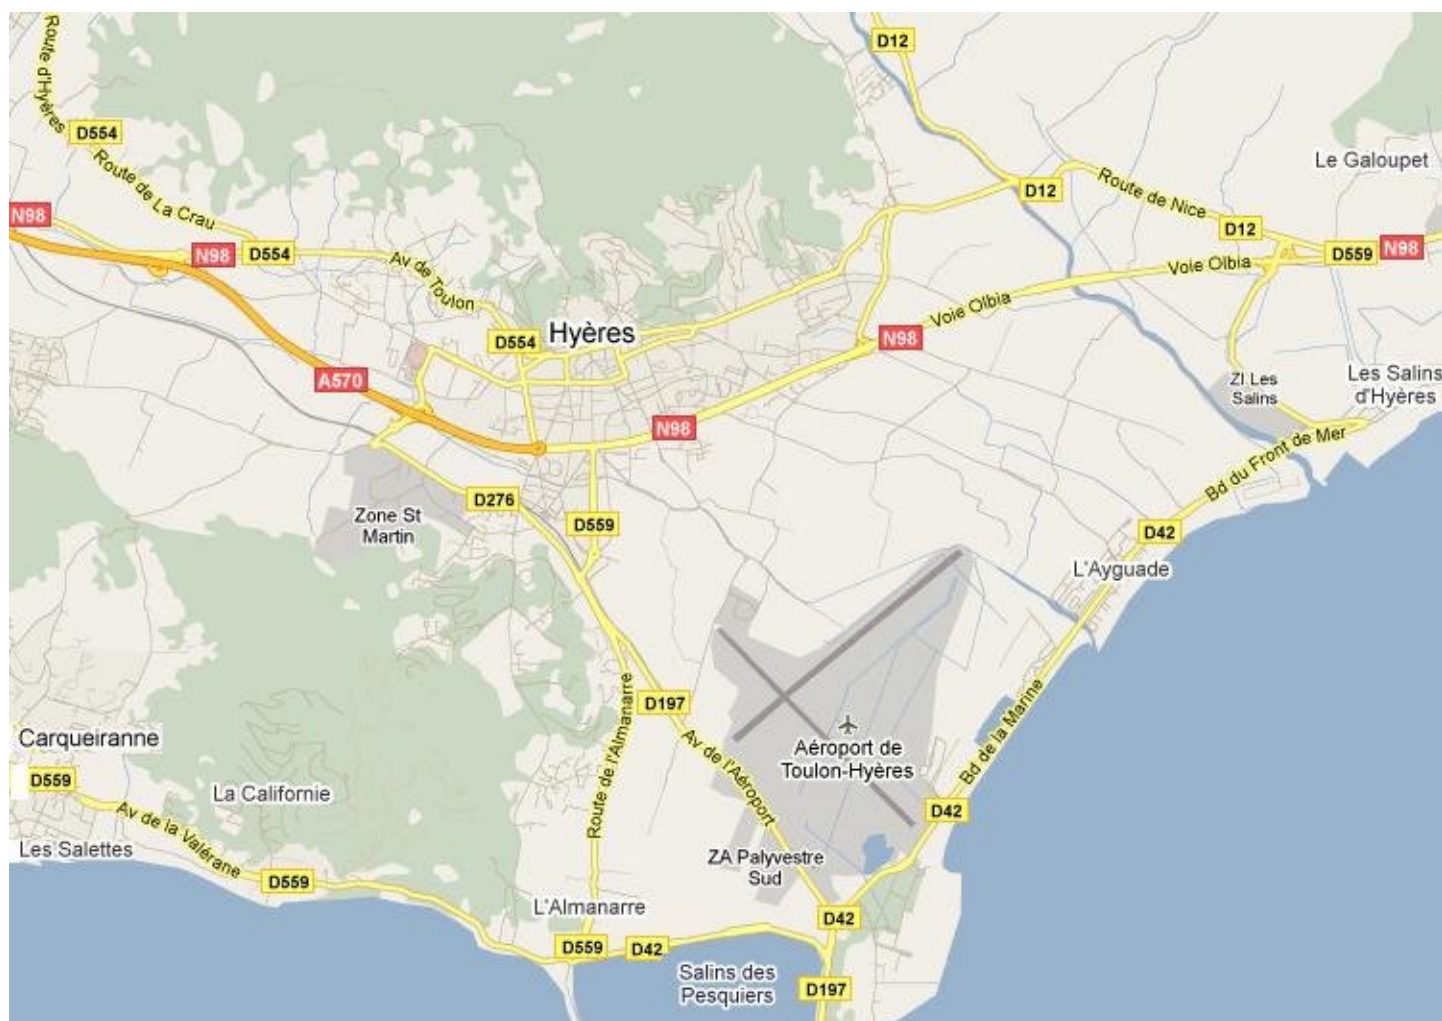 Route d'Hyères
D12
D554
Le Galoupet
Route de La Crau
D12
Route de Nice
N98
D12
N98
D554
D559
N98
Av de Toulon
Voie Olbia
Voie Olbia
Hyères
D554
N98
A570
ZI Les
Salins
Les Salins
d'Hyères
N98
Bd du Front de Mer
D276
Zone St
Martin
D559
D42
L'Ayguade
D197
Route de l'Almanarre
Bd de la Marine
Carqueiranne
Av de l'Aéroport
Aéroport de
Toulon-Hyères
D559
La Californie
D42
Av de la Valérane
Les Salettes
ZA Palyvestre
Sud
D559
L'Almanarre
D42
D559
D42
Salins des
Pesquiers
D197